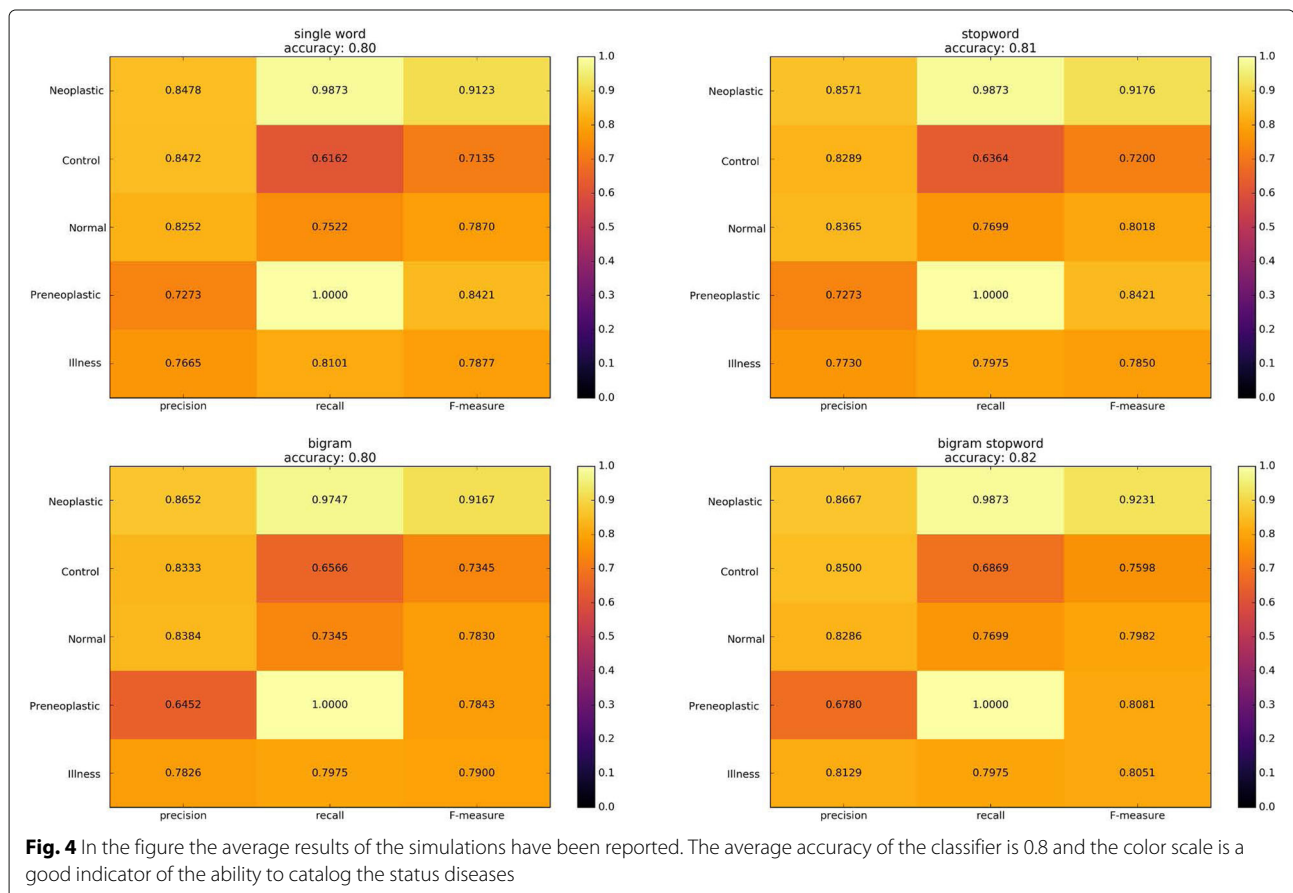 single word
accuracy: 0.80
Neoplastic 0.8478 0.9873 0.9123
Control 0.8472 0.6162 0.7135
Normal 0.8252 0.7522 0.7870
Preneoplastic 0.7273 1.0000 0.8421
Illness 0.7665 0.8101 0.7877
precision recall F-measure
1.0
0.9
0.8
0.7
0.6
0.5
0.4
0.3
0.2
0.1
0.0
stopword
accuracy: 0.81
Neoplastic 0.8571 0.9873 0.9176
Control 0.8289 0.6364 0.7200
Normal 0.8365 0.7699 0.8018
Preneoplastic 0.7273 1.0000 0.8421
Illness 0.7730 0.7975 0.7850
precision recall F-measure
1.0
0.9
0.8
0.7
0.6
0.5
0.4
0.3
0.2
0.1
0.0
bigram
accuracy: 0.80
Neoplastic 0.8652 0.9747 0.9167
Control 0.8333 0.6566 0.7345
Normal 0.8384 0.7345 0.7830
Preneoplastic 0.6452 1.0000 0.7843
Illness 0.7826 0.7975 0.7900
precision recall F-measure
1.0
0.9
0.8
0.7
0.6
0.5
0.4
0.3
0.2
0.1
0.0
bigram stopword
accuracy: 0.82
Neoplastic 0.8667 0.9873 0.9231
Control 0.8500 0.6869 0.7598
Normal 0.8286 0.7699 0.7982
Preneoplastic 0.6780 1.0000 0.8081
Illness 0.8129 0.7975 0.8051
precision recall F-measure
1.0
0.9
0.8
0.7
0.6
0.5
0.4
0.3
0.2
0.1
0.0
Fig. 4 In the figure the average results of the simulations have been reported. The average accuracy of the classifier is 0.8 and the color scale is a
good indicator of the ability to catalog the status diseases